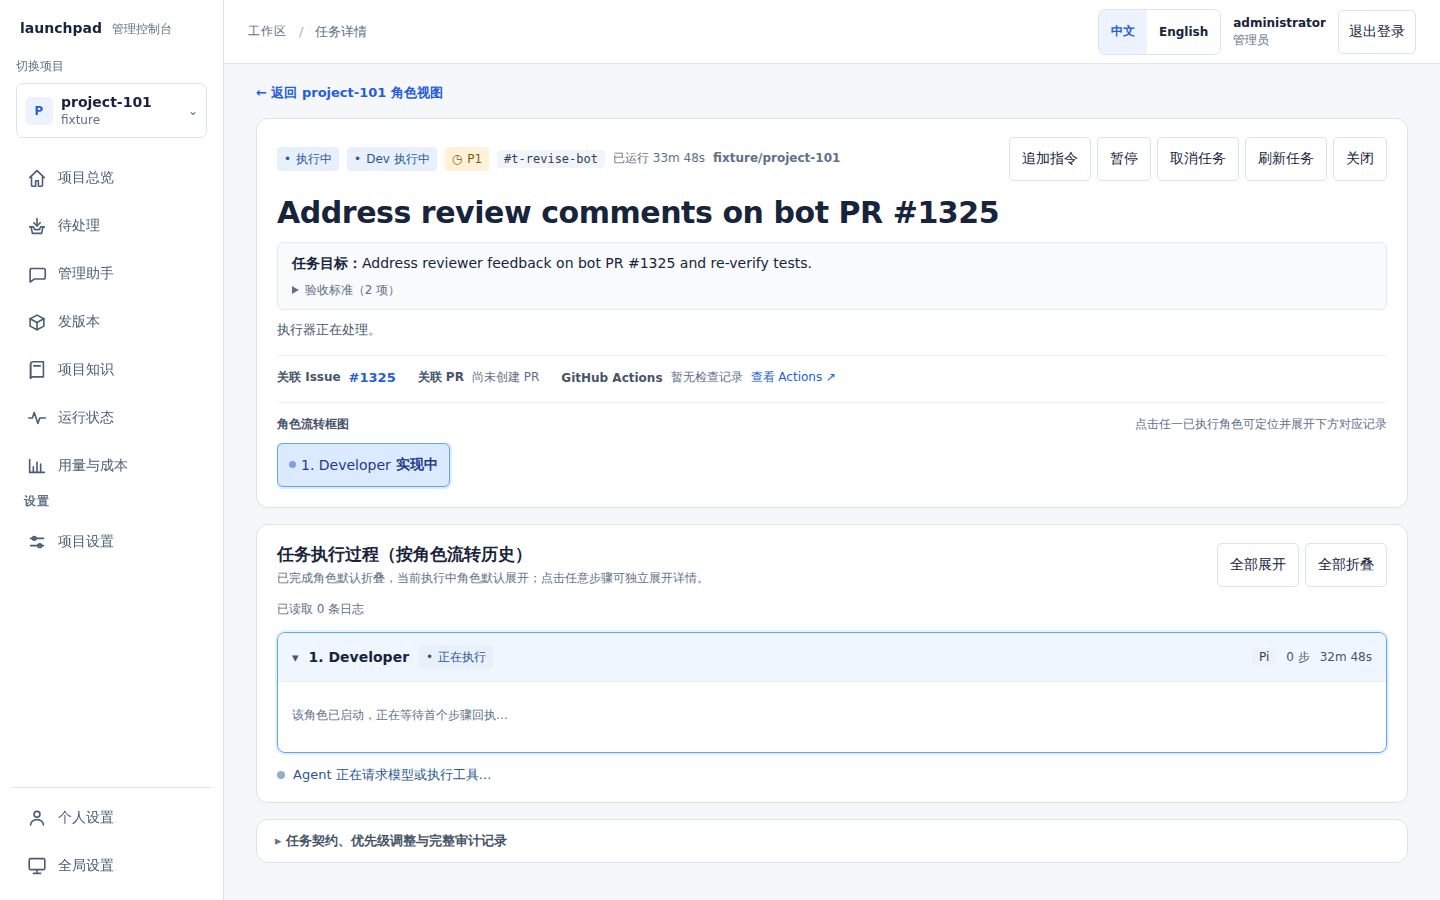 launchpad 管理控制台
切换项目
P
project-101
fixture
项目总览
待处理
管理助手
发版本
项目知识
运行状态
用量与成本
设置
项目设置
个人设置
全局设置
工作区 / 任务详情
中文 English
administrator
管理员
退出登录
← 返回 project-101 角色视图
• 执行中 • Dev 执行中 ◷ P1 #t-revise-bot 已运行 33m 48s fixture/project-101
追加指令 暂停 取消任务 刷新任务 关闭
Address review comments on bot PR #1325
任务目标：Address reviewer feedback on bot PR #1325 and re-verify tests.
▶ 验收标准（2 项）
执行器正在处理。
关联 Issue #1325 关联 PR 尚未创建 PR GitHub Actions 暂无检查记录 查看 Actions ↗
角色流转框图
点击任一已执行角色可定位并展开下方对应记录
1. Developer 实现中
任务执行过程（按角色流转历史）
已完成角色默认折叠，当前执行中角色默认展开；点击任意步骤可独立展开详情。
全部展开 全部折叠
已读取 0 条日志
▾ 1. Developer • 正在执行
Pi 0 步 32m 48s
该角色已启动，正在等待首个步骤回执…
Agent 正在请求模型或执行工具…
▸ 任务契约、优先级调整与完整审计记录